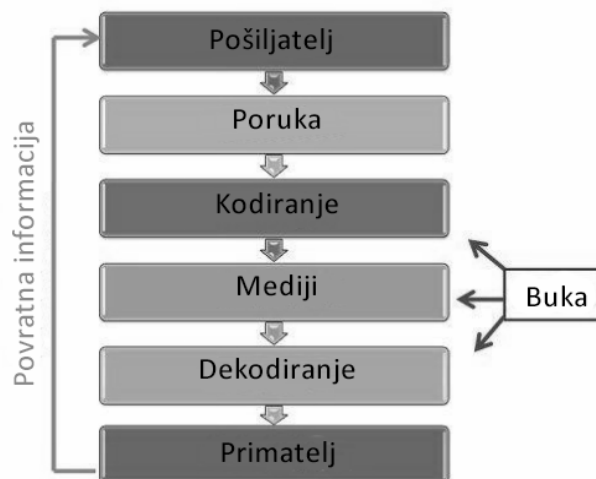 Pošiljatelj
Poruka
Kodiranje
Mediji
Dekodiranje
Primatelj
Buka
Povratna informacija